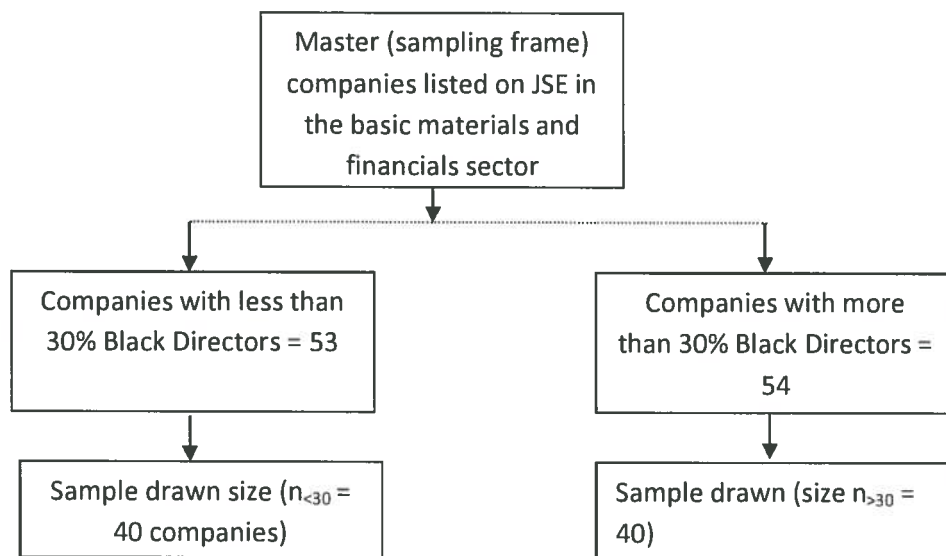 Master (sampling frame)
companies listed on JSE in
the basic materials and
financials sector
Companies with less than
30% Black Directors = 53
Companies with more
than 30% Black Directors =
54
Sample drawn size (n<30 =
40 companies)
Sample drawn (size n>30 =
40)